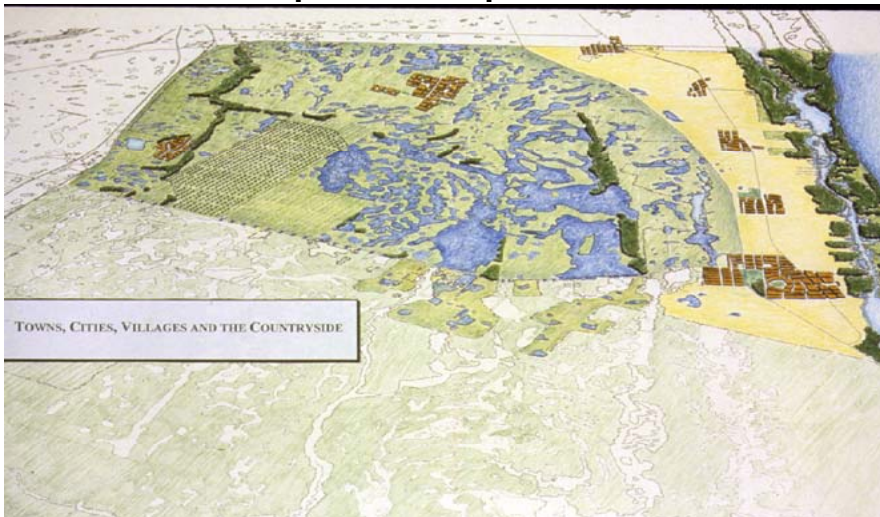 TOWNS, CITIES, VILLAGES AND THE COUNTRYSIDE